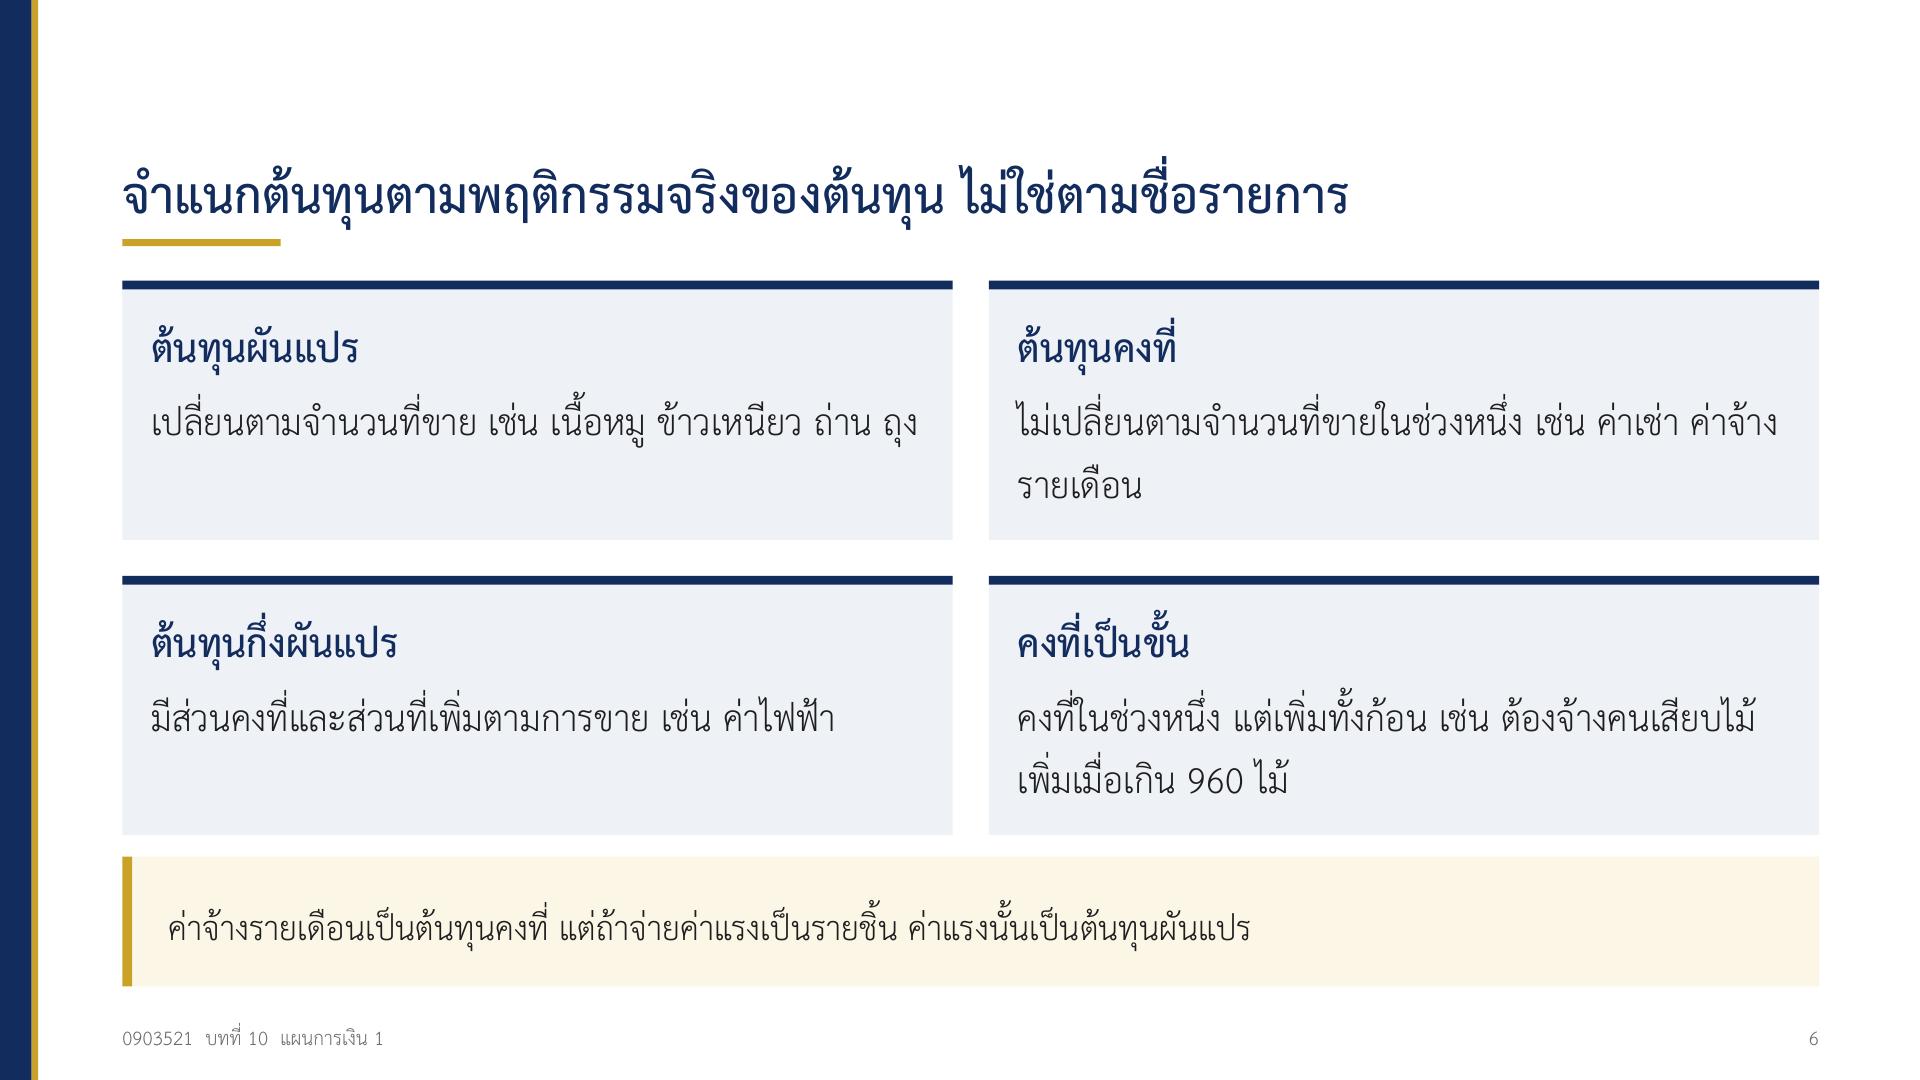 จำแนกต้นทุนตามพฤติกรรมจริงของต้นทุน ไม่ใช่ตามชื่อรายการ
ต้นทุนผันแปร
เปลี่ยนตามจำนวนที่ขาย เช่น เนื้อหมู ข้าวเหนียว ถ่าน ถุง
ต้นทุนคงที่
ไม่เปลี่ยนตามจำนวนที่ขายในช่วงหนึ่ง เช่น ค่าเช่า ค่าจ้าง
รายเดือน
ต้นทุนกึ่งผันแปร
มีส่วนคงที่และส่วนที่เพิ่มตามการขาย เช่น ค่าไฟฟ้า
คงที่เป็นขั้น
คงที่ในช่วงหนึ่ง แต่เพิ่มทั้งก้อน เช่น ต้องจ้างคนเสียบไม้
เพิ่มเมื่อเกิน 960 ไม้
ค่าจ้างรายเดือนเป็นต้นทุนคงที่ แต่ถ้าจ่ายค่าแรงเป็นรายชิ้น ค่าแรงนั้นเป็นต้นทุนผันแปร
0903521 บทที่ 10 แผนการเงิน 1
6